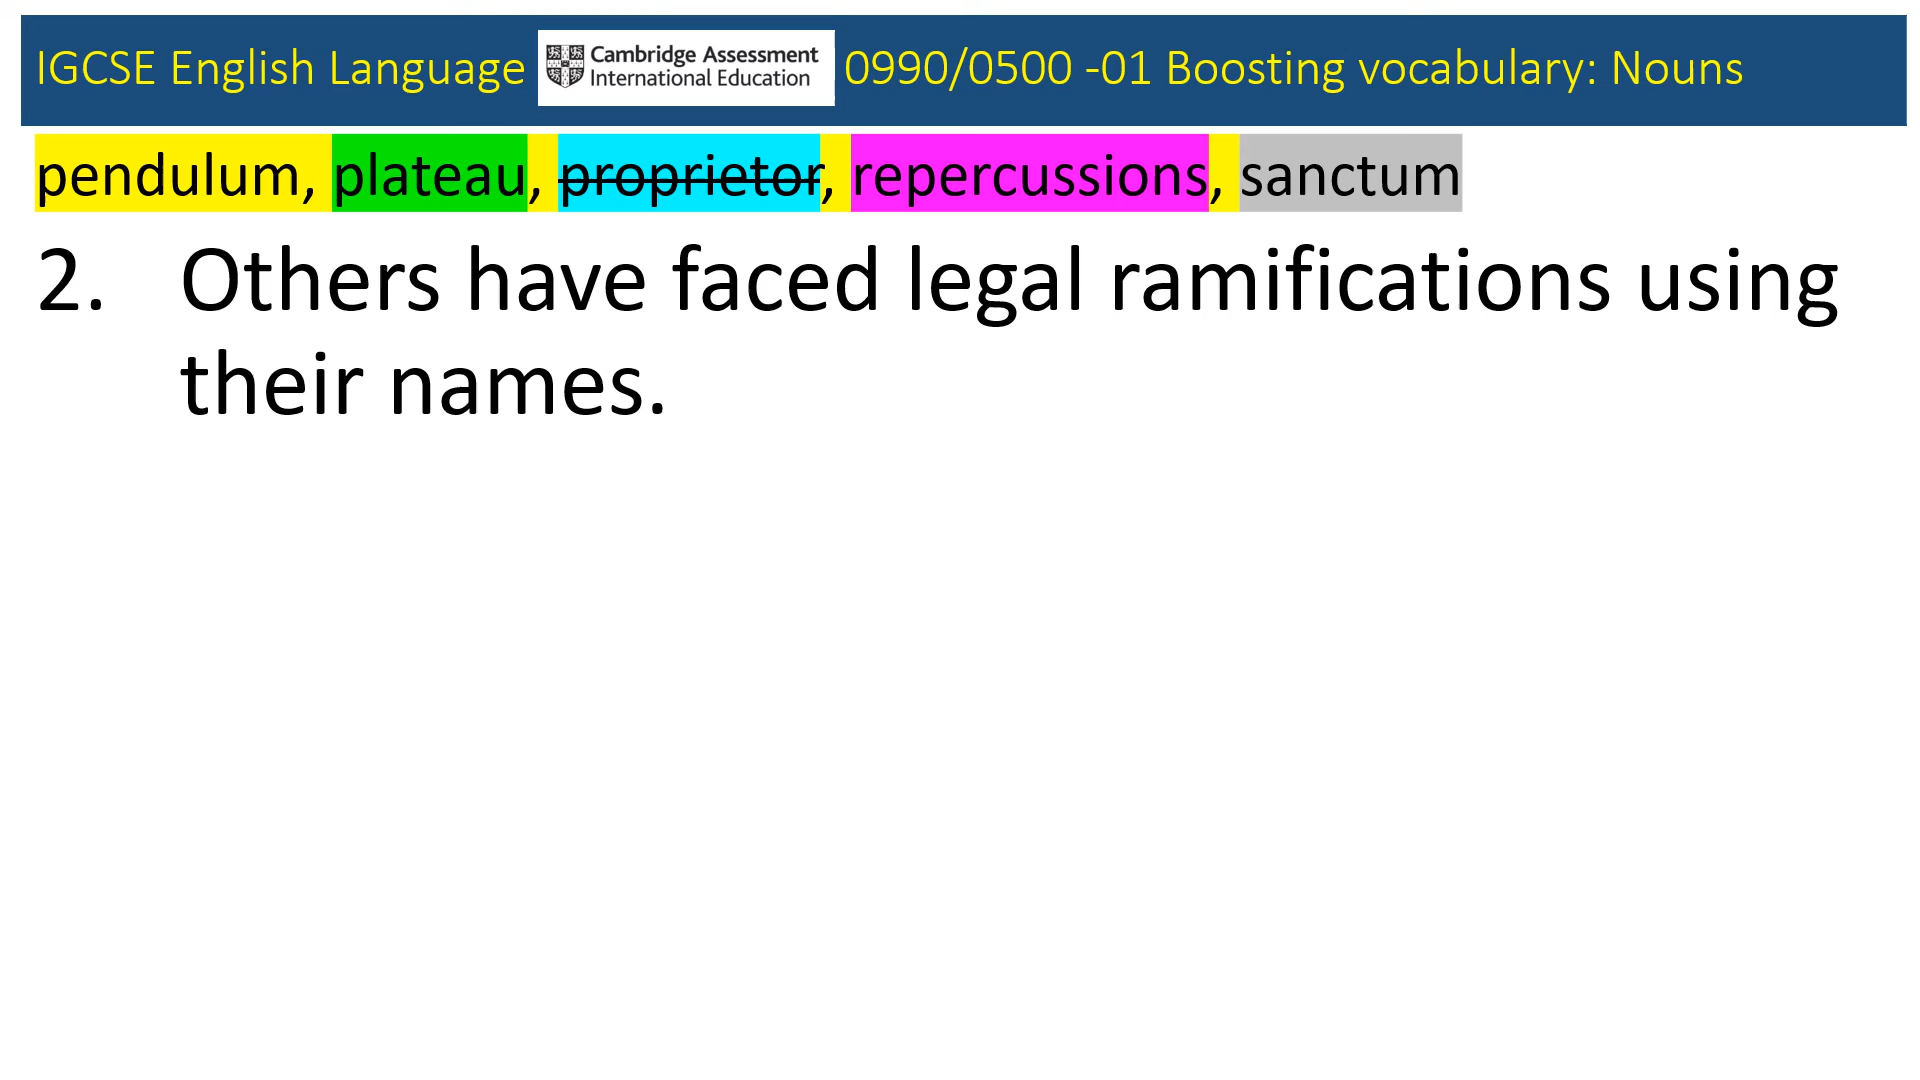 IGCSE English Language Cambridge Assessment International Education 0990/0500 -01 Boosting vocabulary: Nouns
pendulum, plateau, proprietor, repercussions, sanctum
2. Others have faced legal ramifications using
their names.